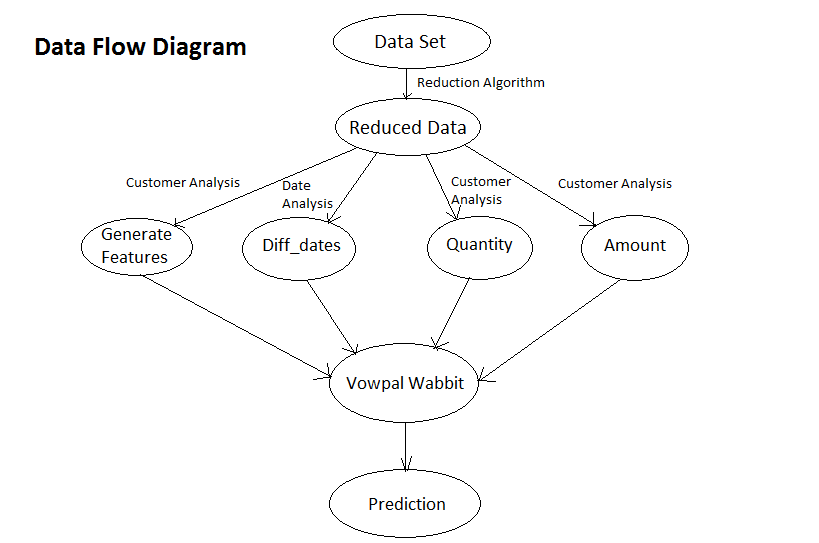 Data Flow Diagram
Data Set
Reduction Algorithm
Reduced Data
Customer Analysis
Date
Analysis
Customer
Analysis
Customer Analysis
Generate
Features
Diff_dates
Quantity
Amount
Vowpal Wabbit
Prediction